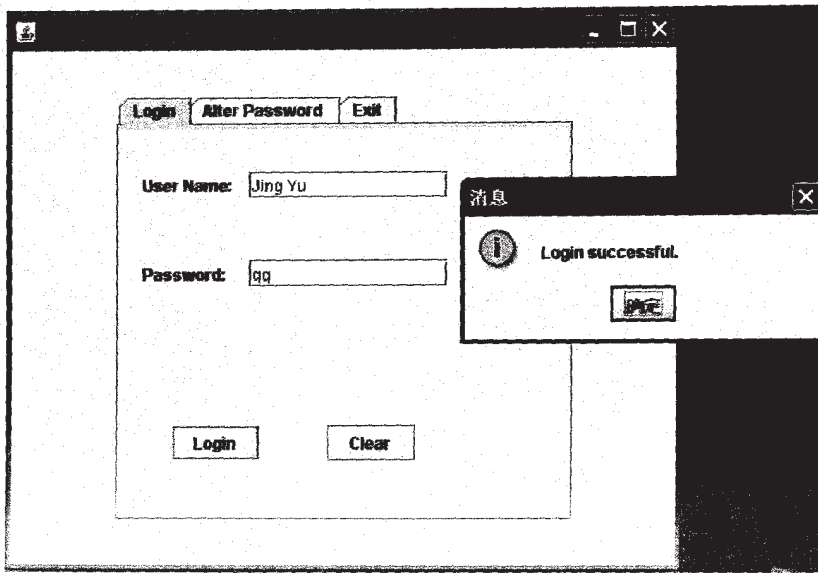 Login Alter Password Exit
User Name: Jing Yu
Password: qq
Login Clear
消息
Login successful.
确定